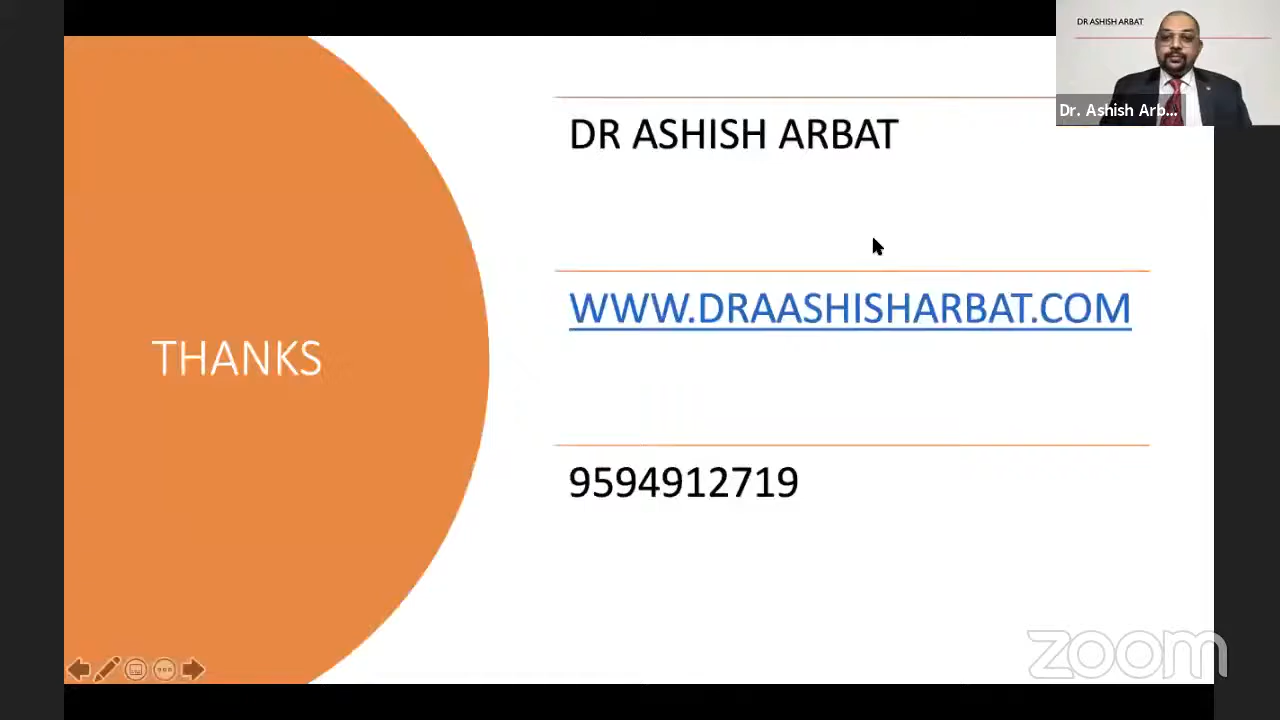 DR ASHISH ARBAT
Dr. Ashish Arb...
DR ASHISH ARBAT
WWW.DRAASHISHARBAT.COM
THANKS
9594912719
zoom